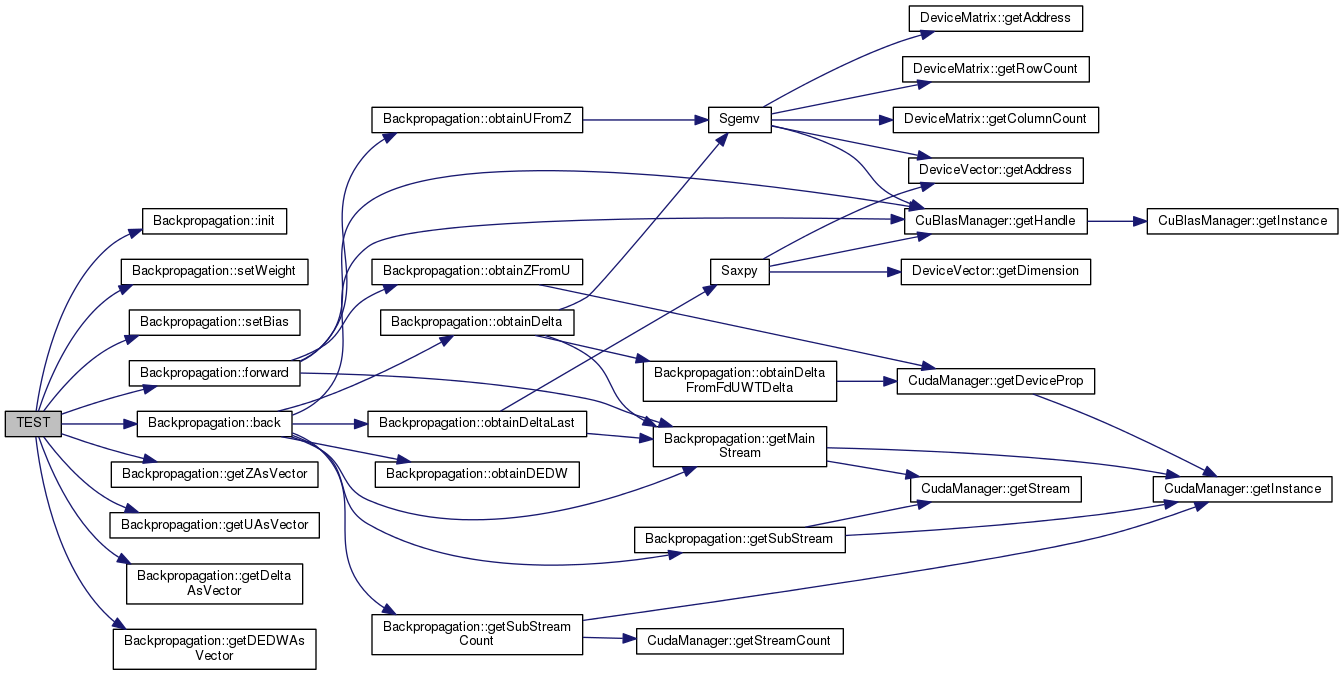 TEST
Backpropagation::init
Backpropagation::setWeight
Backpropagation::setBias
Backpropagation::forward
Backpropagation::back
Backpropagation::getZAsVector
Backpropagation::getUAsVector
Backpropagation::getDelta
AsVector
Backpropagation::getDEDWAs
Vector
Backpropagation::obtainUFromZ
Backpropagation::obtainZFromU
Backpropagation::obtainDelta
Backpropagation::obtainDeltaLast
Backpropagation::obtainDEDW
Backpropagation::getSubStream
Count
Sgemv
Saxpy
Backpropagation::obtainDelta
FromFdUWTDelta
Backpropagation::getMain
Stream
Backpropagation::getSubStream
CudaManager::getStreamCount
DeviceMatrix::getAddress
DeviceMatrix::getRowCount
DeviceMatrix::getColumnCount
DeviceVector::getAddress
CuBlasManager::getHandle
DeviceVector::getDimension
CudaManager::getDeviceProp
CudaManager::getStream
CuBlasManager::getInstance
CudaManager::getInstance